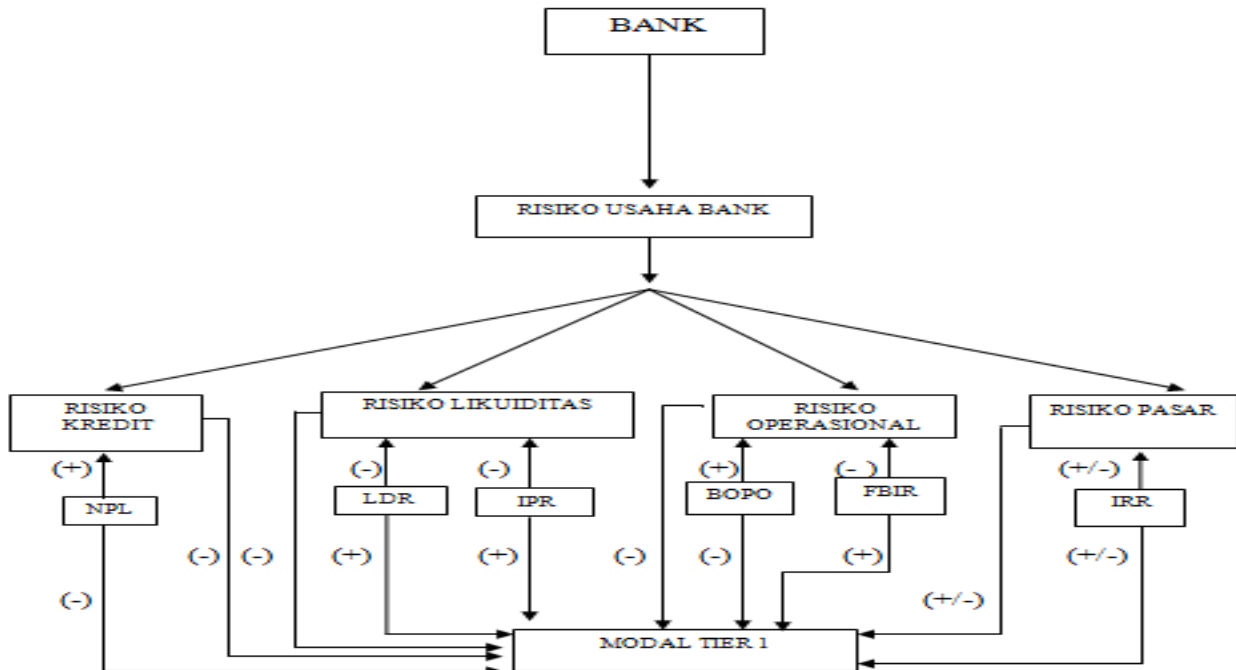 BANK
RISIKO USAHA BANK
RISIKO
KREDIT
RISIKO LIKUIDITAS
RISIKO
OPERASIONAL
RISIKO PASAR
(+) (-) (-) (+) (-) (+/-)
NPL LDR IPR BOPO FBIR IRR
(-) (-) (+) (+) (-) (-) (+) (+/-)
(-) (+/-)
MODAL TIER 1